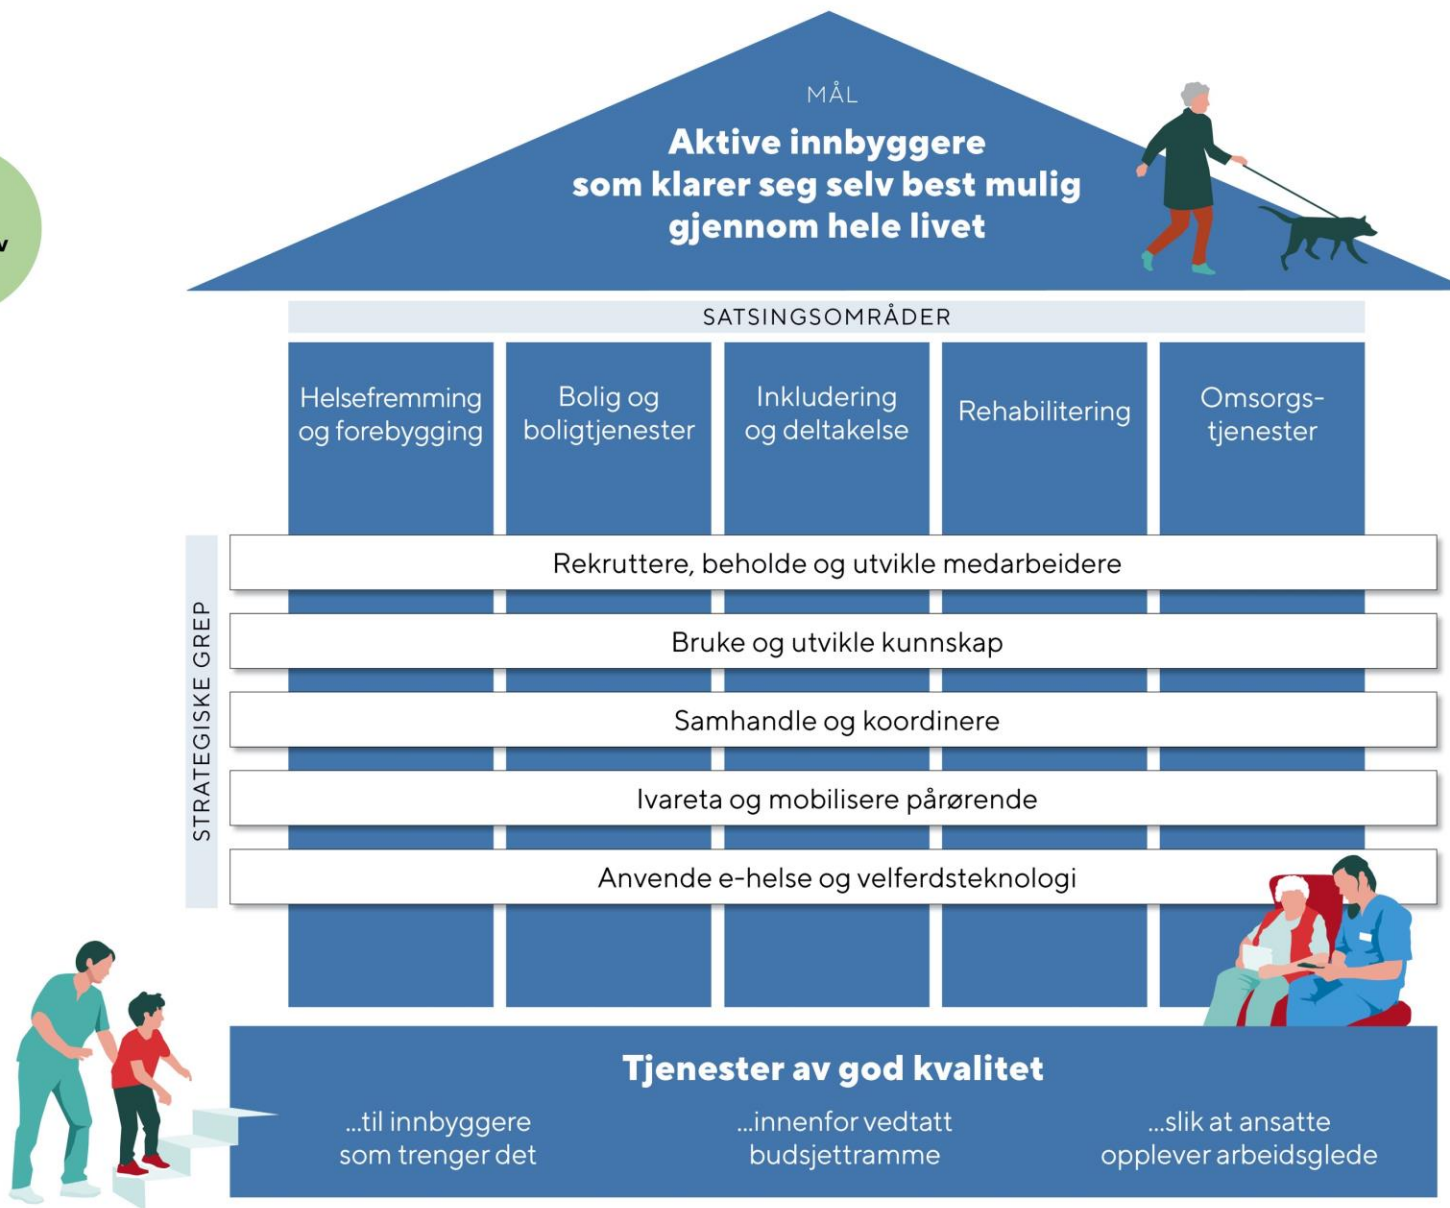 v
MÅL
Aktive innbyggere
som klarer seg selv best mulig
gjennom hele livet
SATSINGSOMRÅDER
Helsefremming
og forebygging
Bolig og
boligtjenester
Inkludering
og deltakelse
Rehabilitering
Omsorgs-
tjenester
STRATEGISKE GREP
Rekruttere, beholde og utvikle medarbeidere
Bruke og utvikle kunnskap
Samhandle og koordinere
Ivareta og mobilisere pårørende
Anvende e-helse og velferdsteknologi
Tjenester av god kvalitet
...til innbyggere
som trenger det
...innenfor vedtatt
budsjettramme
...slik at ansatte
opplever arbeidsglede